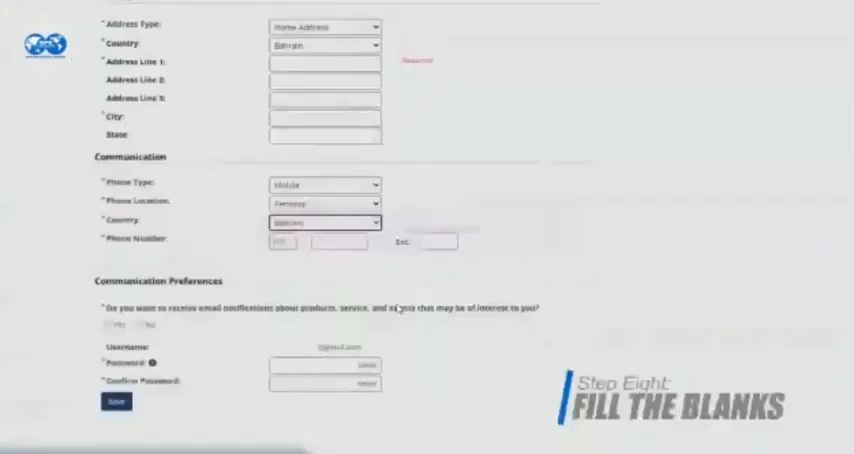 * Address Type: Home Address
* Country: Bahrain
* Address Line 1: Required
Address Line 2:
Address Line 3:
* City:
State:
Communication
* Phone Type: Mobile
* Phone Location: Personal
* Country: Bahrain
* Phone Number: Ext:
Communication Preferences
* Do you want to receive email notifications about products, service, and events that may be of interest to you?
Yes No
Username: @gmail.com
* Password:
* Confirm Password:
Save
Step Eight:
FILL THE BLANKS